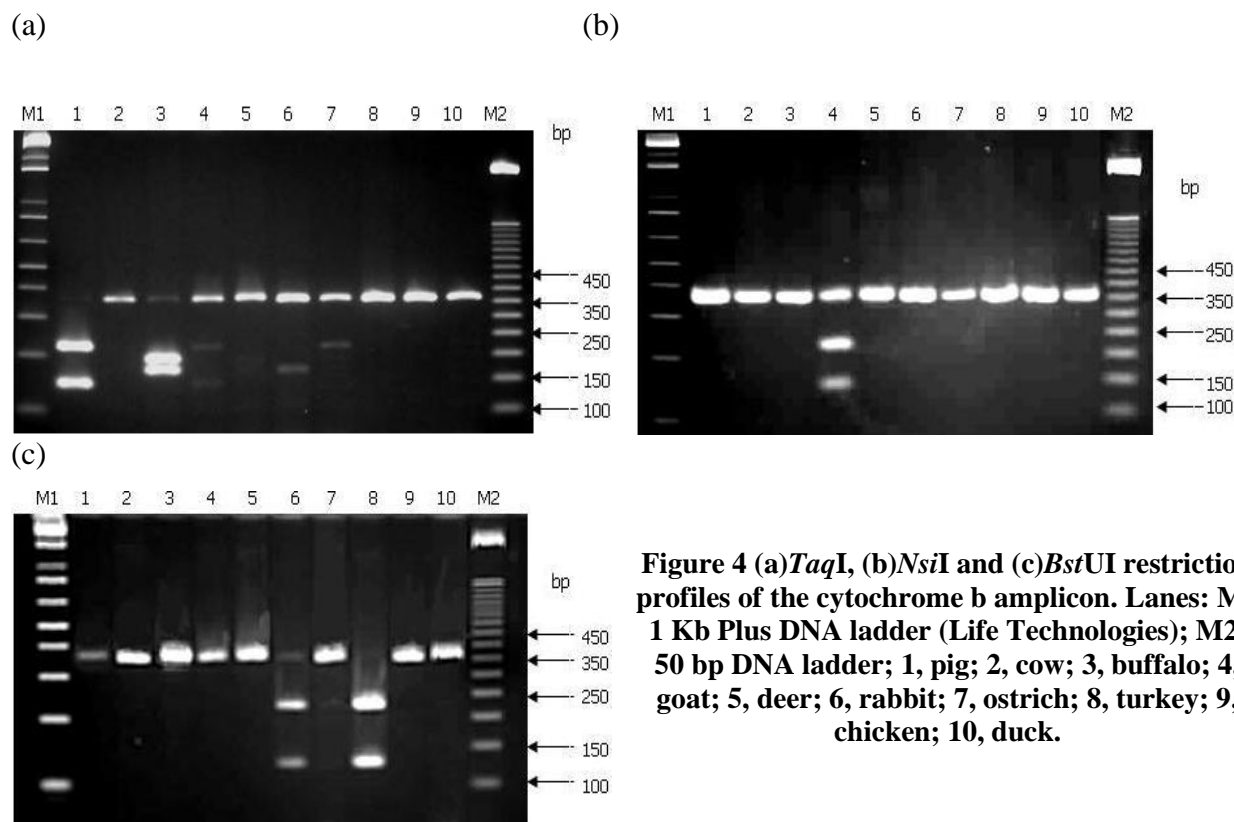 (a)
M1 1 2 3 4 5 6 7 8 9 10 M2
bp
450
350
250
150
100
(b)
M1 1 2 3 4 5 6 7 8 9 10 M2
bp
450
350
250
150
100
(c)
M1 1 2 3 4 5 6 7 8 9 10 M2
bp
450
350
250
150
100
Figure 4 (a)TaqI, (b)NsiI and (c)BstUI restrictio
profiles of the cytochrome b amplicon. Lanes: M
1 Kb Plus DNA ladder (Life Technologies); M2
50 bp DNA ladder; 1, pig; 2, cow; 3, buffalo; 4,
goat; 5, deer; 6, rabbit; 7, ostrich; 8, turkey; 9,
chicken; 10, duck.